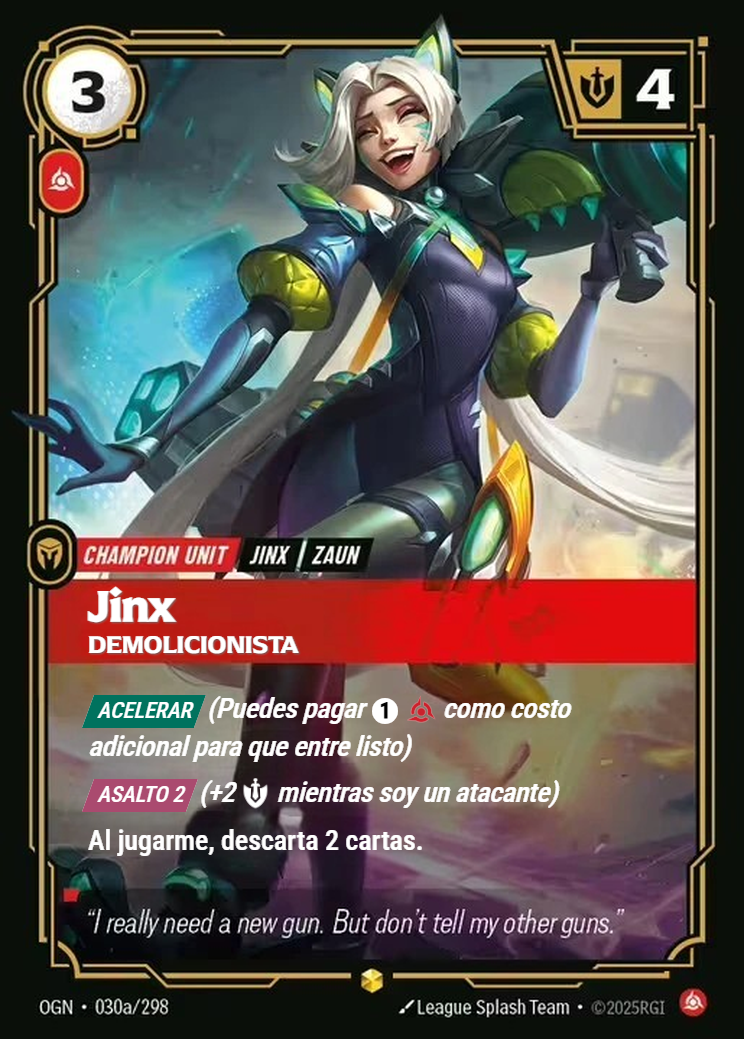 3
4
CHAMPION UNIT JINX | ZAUN
Jinx
DEMOLICIONISTA
ACELERAR (Puedes pagar 1 como costo
adicional para que entre listo)
ASALTO 2 (+2 mientras soy un atacante)
Al jugarme, descarta 2 cartas.
“I really need a new gun. But don’t tell my other guns.”
OGN • 030a/298
League Splash Team • ©2025RGI